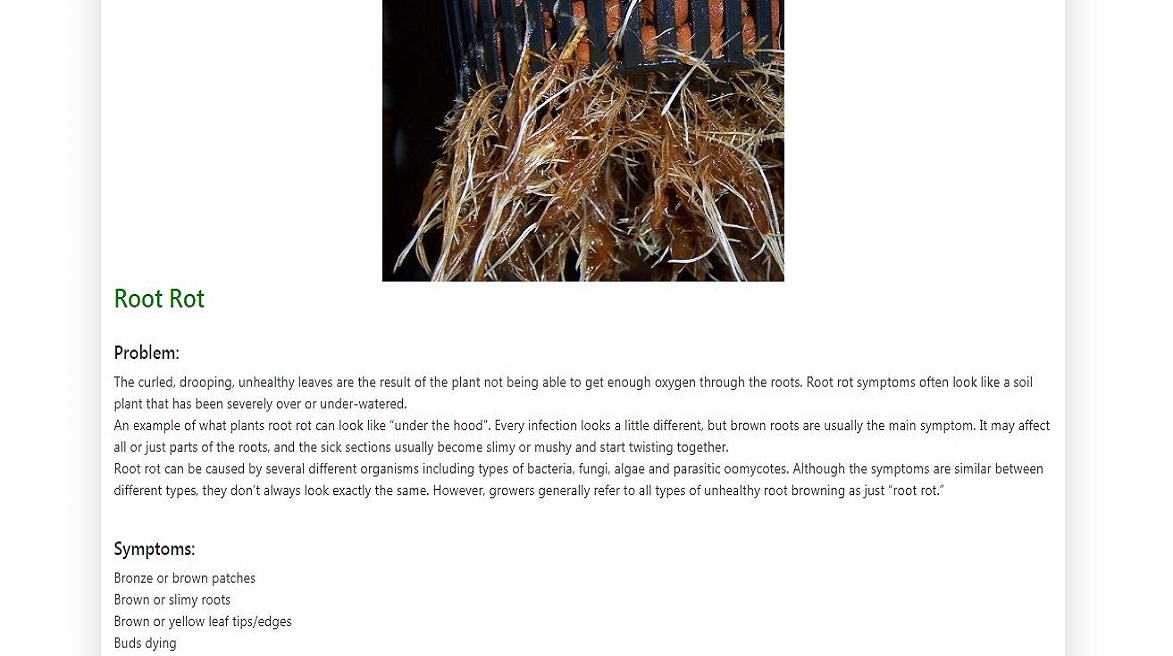 Root Rot
Problem:
The curled, drooping, unhealthy leaves are the result of the plant not being able to get enough oxygen through the roots. Root rot symptoms often look like a soil
plant that has been severely over or under-watered.
An example of what plants root rot can look like “under the hood”. Every infection looks a little different, but brown roots are usually the main symptom. It may affect
all or just parts of the roots, and the sick sections usually become slimy or mushy and start twisting together.
Root rot can be caused by several different organisms including types of bacteria, fungi, algae and parasitic oomycotes. Although the symptoms are similar between
different types, they don’t always look exactly the same. However, growers generally refer to all types of unhealthy root browning as just “root rot.”
Symptoms:
Bronze or brown patches
Brown or slimy roots
Brown or yellow leaf tips/edges
Buds dying